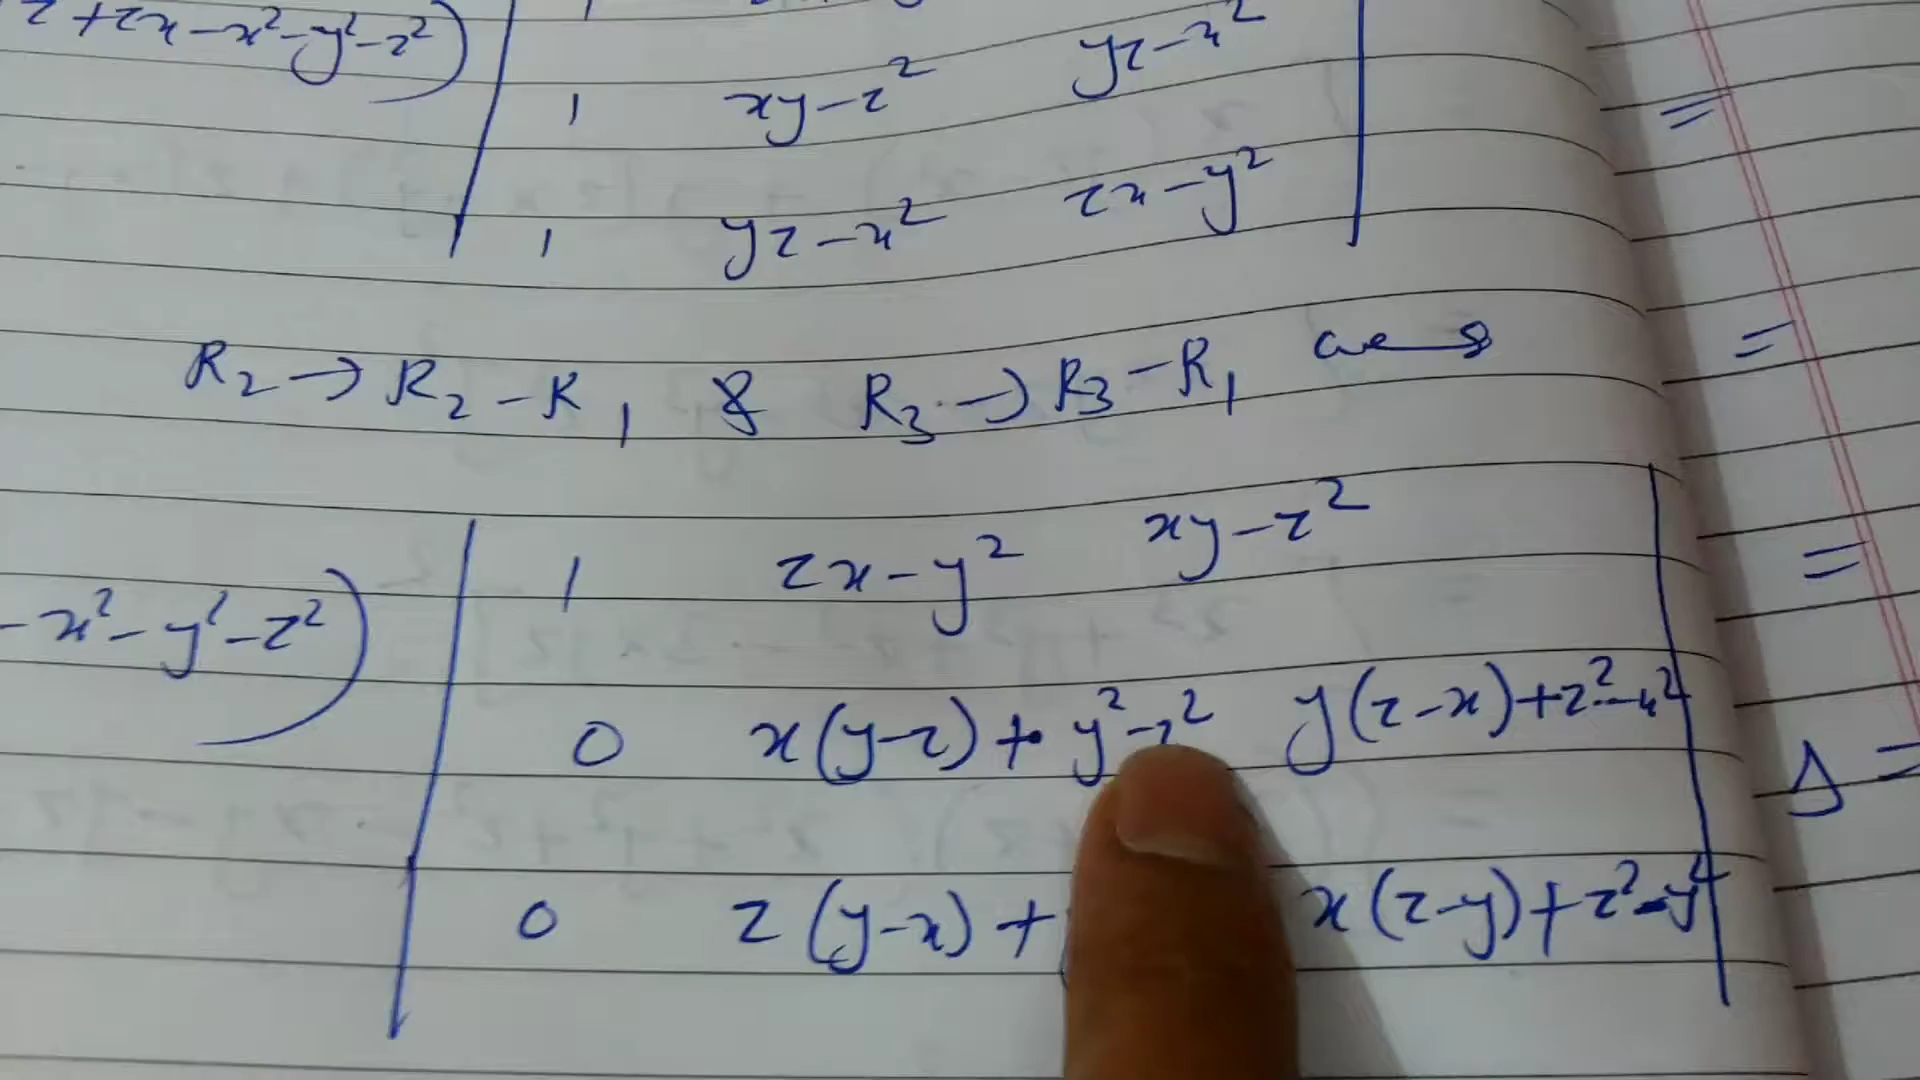 z + zx - x² - y² - z²)
1 xy - z² yz - x² =
1 yz - x² zx - y²
R₂ → R₂ - R₁ & R₃ → R₃ - R₁ =
1 zx - y² xy - z² =
- x² - y² - z²)
0 x(y-z) + y² - z² y(z-x) + z² - x²
Δ =
0 z(y-x) + x(z-y) + z² - y²